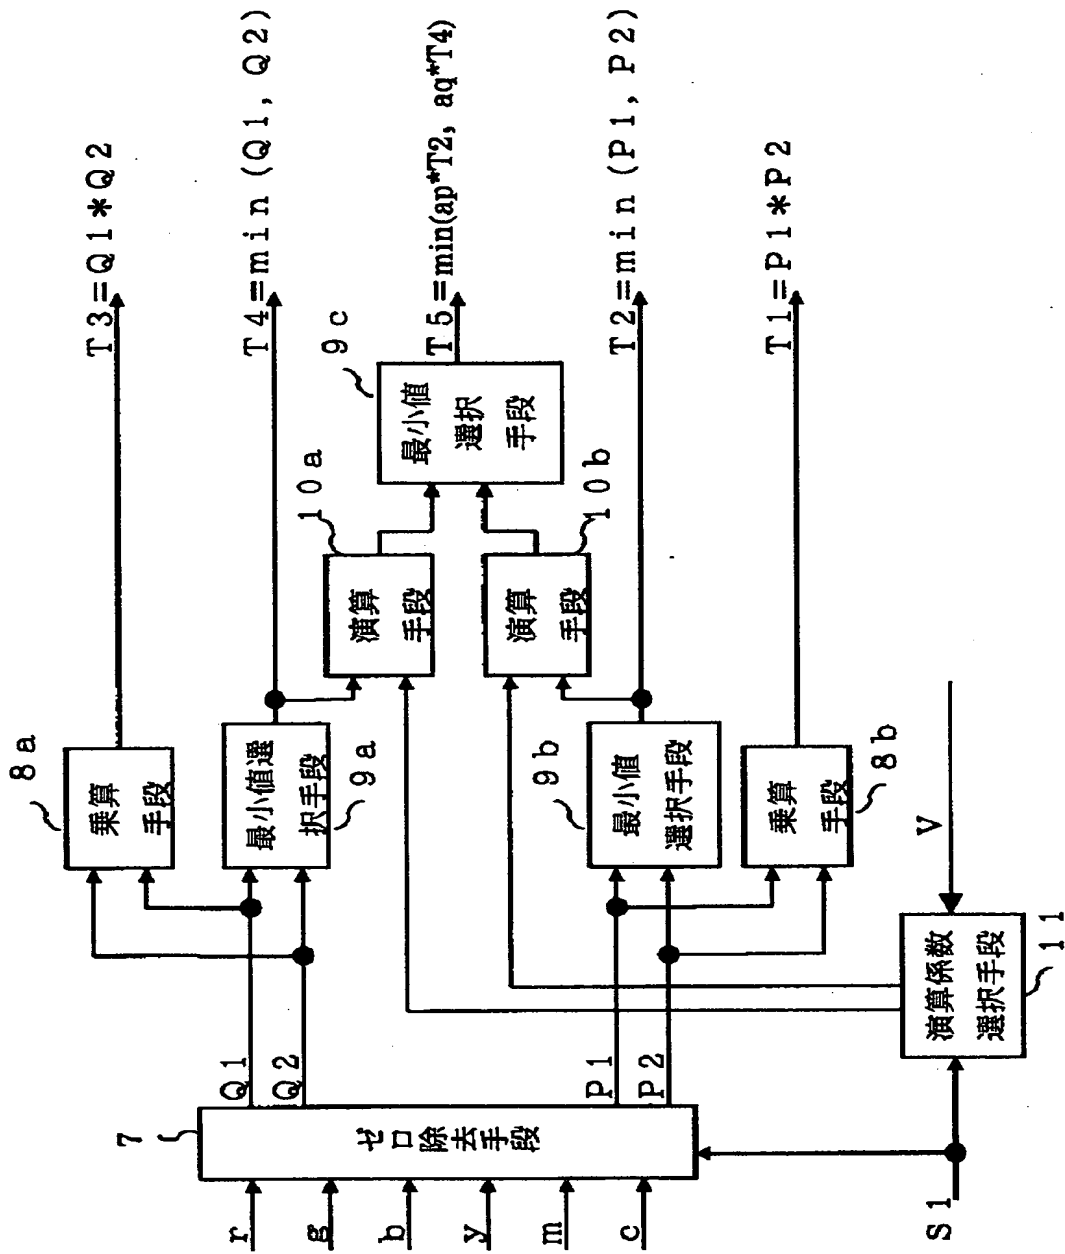 r
g
b
y
m
c
S1
7
ゼロ除去手段
Q1
Q2
P1
P2
8a
乗算
手段
最小値選
択手段
9a
9b
最小値
選択手段
乗算
手段
8b
V
演算係数
選択手段
11
10a
演算
手段
演算
手段
10b
9c
最小値
選択
手段
T3=Q1*Q2
T4=min(Q1, Q2)
T5=min(ap*T2, aq*T4)
T2=min(P1, P2)
T1=P1*P2